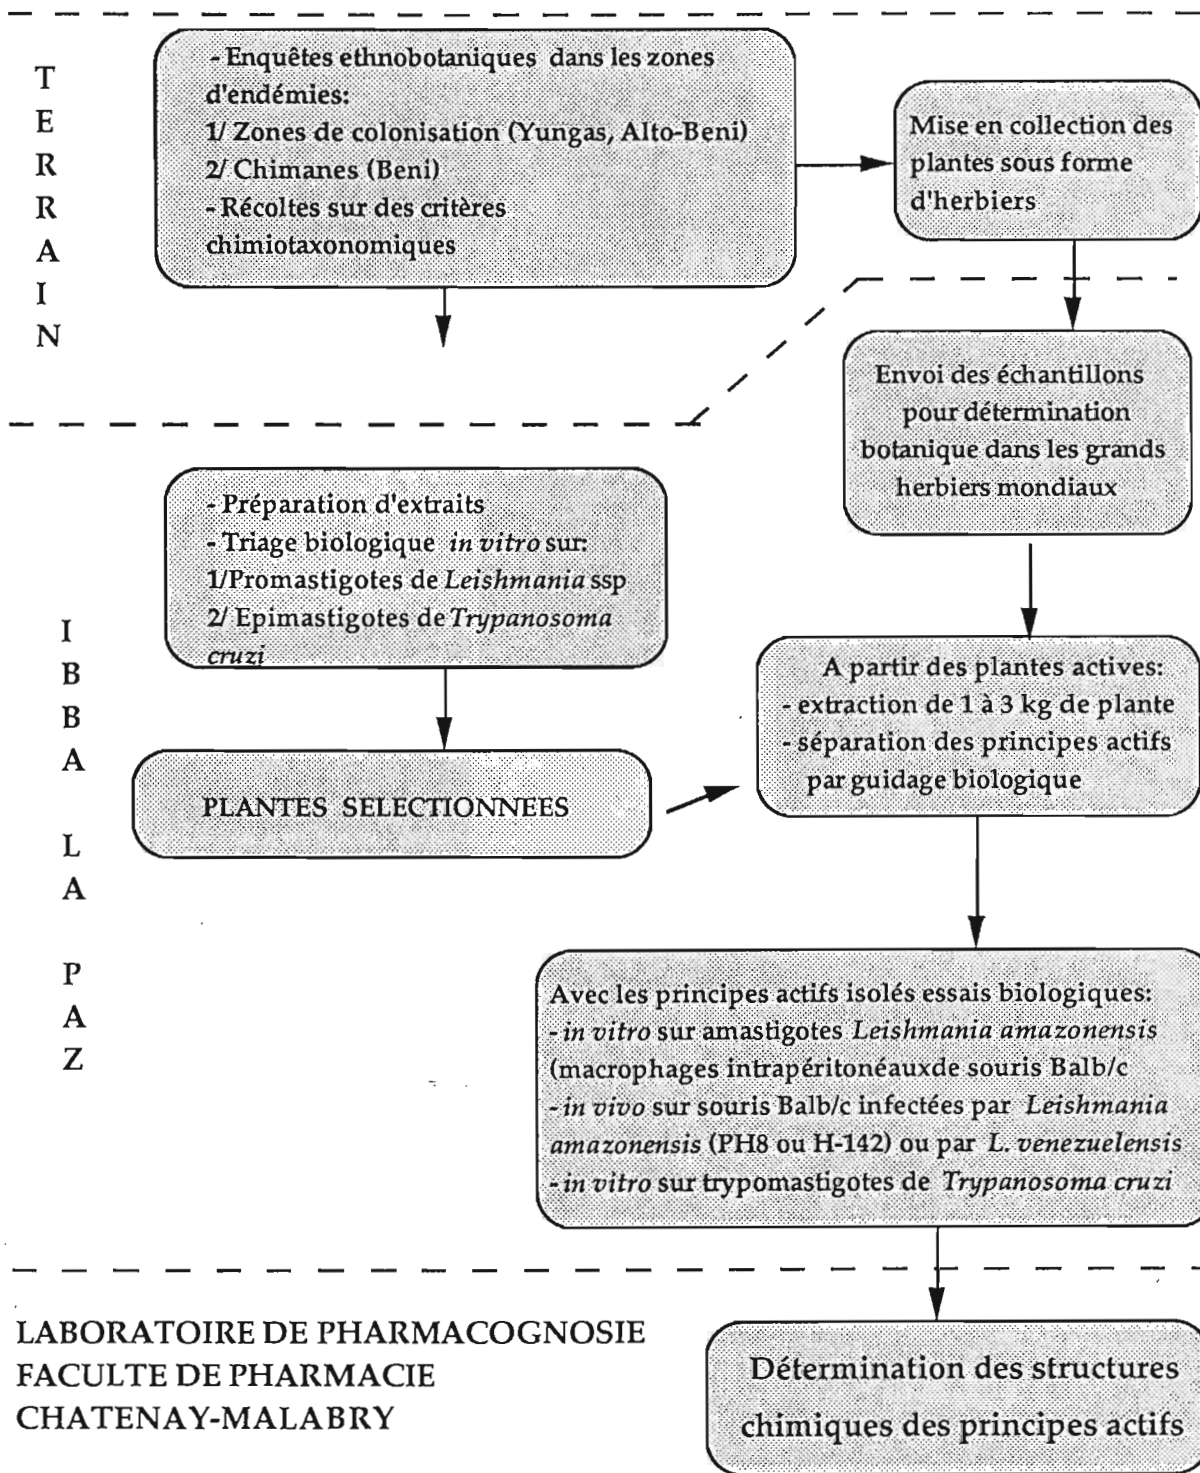 TERRAIN
- Enquêtes ethnobotaniques dans les zones
d'endémies:
1/ Zones de colonisation (Yungas, Alto-Beni)
2/ Chimanes (Beni)
- Récoltes sur des critères
chimiotaxonomiques
Mise en collection des
plantes sous forme
d'herbiers
Envoi des échantillons
pour détermination
botanique dans les grands
herbiers mondiaux
IBBA LA PAZ
- Préparation d'extraits
- Triage biologique in vitro sur:
1/Promastigotes de Leishmania ssp
2/ Epimastigotes de Trypanosoma
cruzi
PLANTES SELECTIONNEES
A partir des plantes actives:
- extraction de 1 à 3 kg de plante
- séparation des principes actifs
par guidage biologique
Avec les principes actifs isolés essais biologiques:
- in vitro sur amastigotes Leishmania amazonensis
(macrophages intrapéritonéauxde souris Balb/c
- in vivo sur souris Balb/c infectées par Leishmania
amazonensis (PH8 ou H-142) ou par L. venezuelensis
- in vitro sur trypomastigotes de Trypanosoma cruzi
LABORATOIRE DE PHARMACOGNOSIE
FACULTE DE PHARMACIE
CHATENAY-MALABRY
Détermination des structures
chimiques des principes actifs